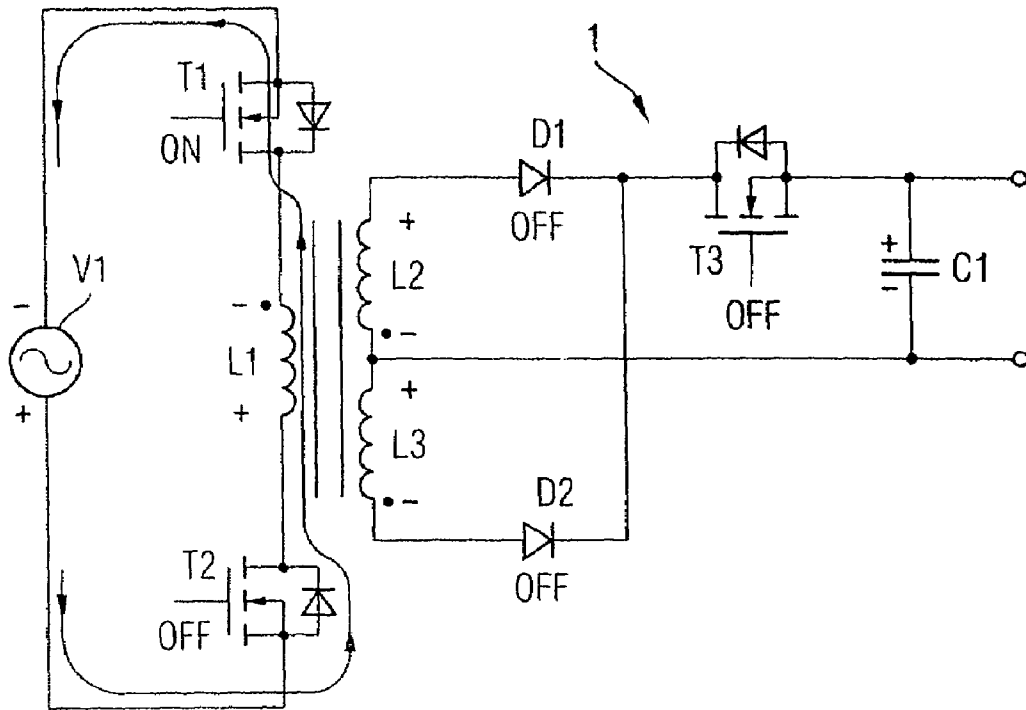 1
T1
ON
D1
+
OFF
L2
T3
+
-
C1
V1
-
- 
OFF
L1
-
+
+
+
L3
-
D2
T2
OFF
OFF